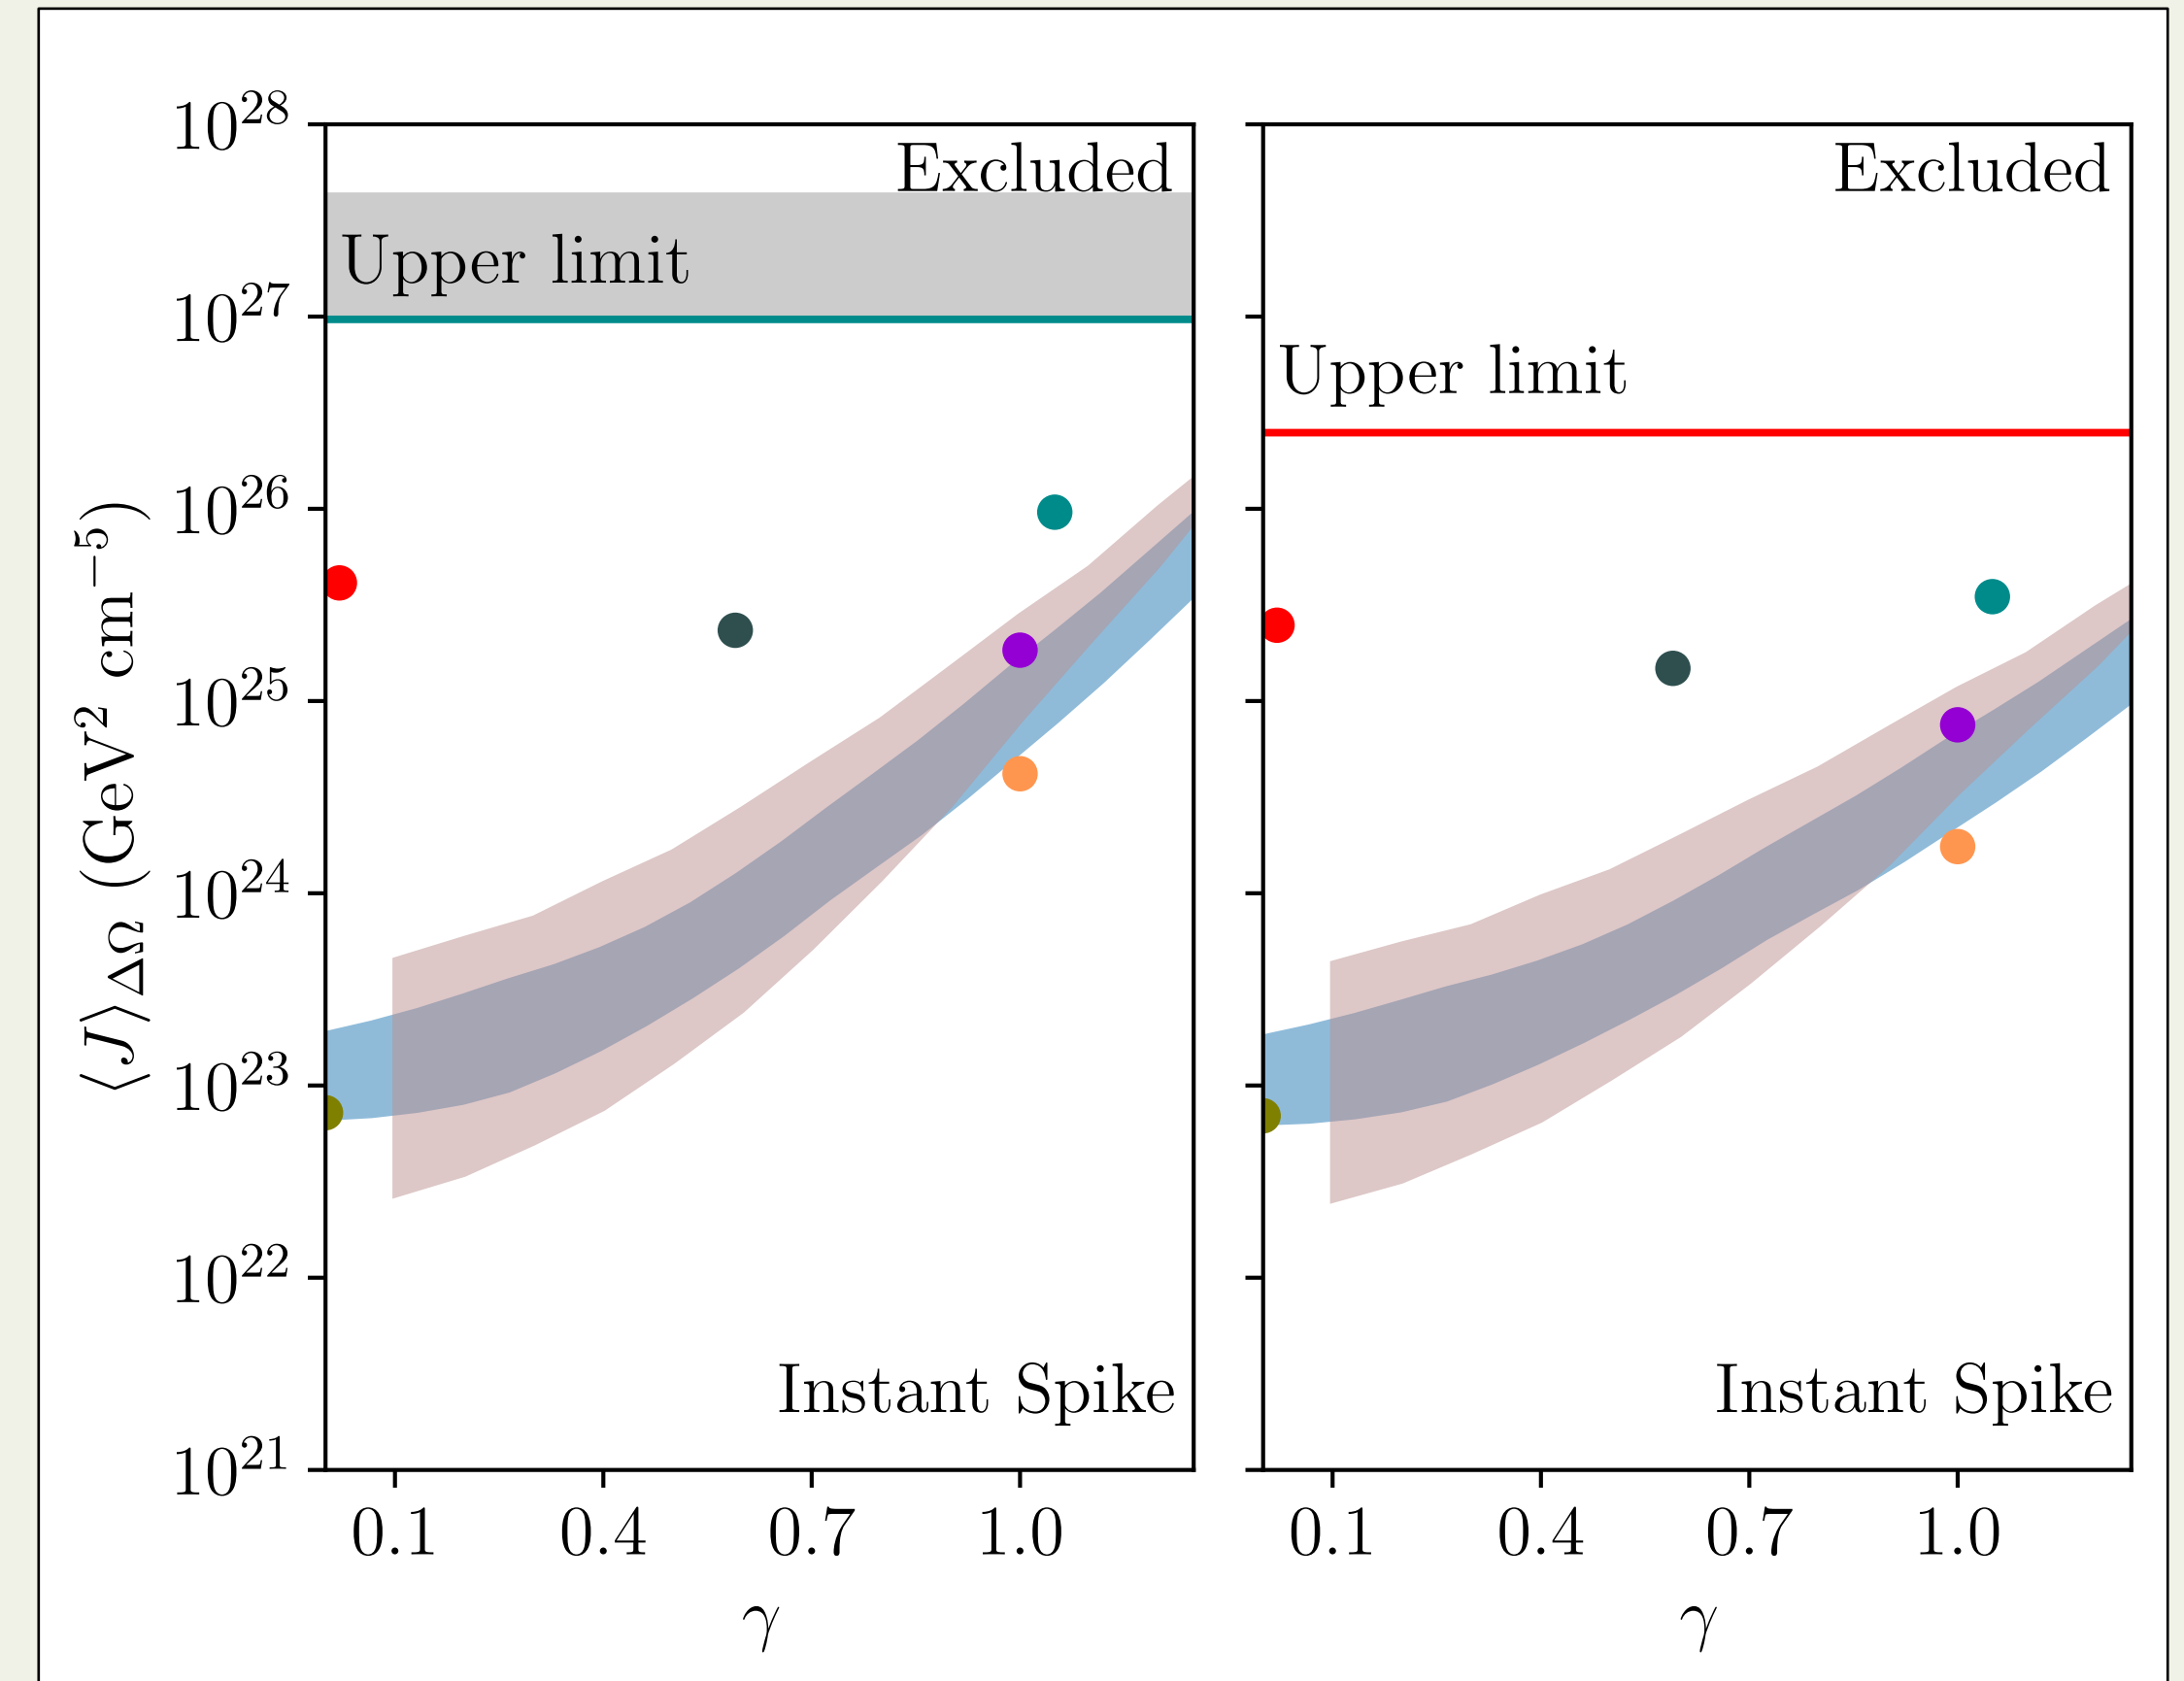 10^28
10^27
10^26
10^25
10^24
10^23
10^22
10^21
⟨J⟩ΔΩ (GeV² cm⁻⁵)
Excluded
Upper limit
Instant Spike
0.1 0.4 0.7 1.0
γ
Excluded
Upper limit
Instant Spike
0.1 0.4 0.7 1.0
γ